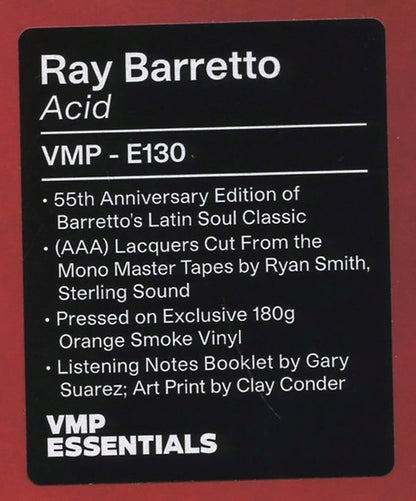 Ray Barretto
Acid
VMP - E130
• 55th Anniversary Edition of
Barretto's Latin Soul Classic
• (AAA) Lacquers Cut From the
Mono Master Tapes by Ryan Smith,
Sterling Sound
• Pressed on Exclusive 180g
Orange Smoke Vinyl
• Listening Notes Booklet by Gary
Suarez; Art Print by Clay Conder
VMP
ESSENTIALS